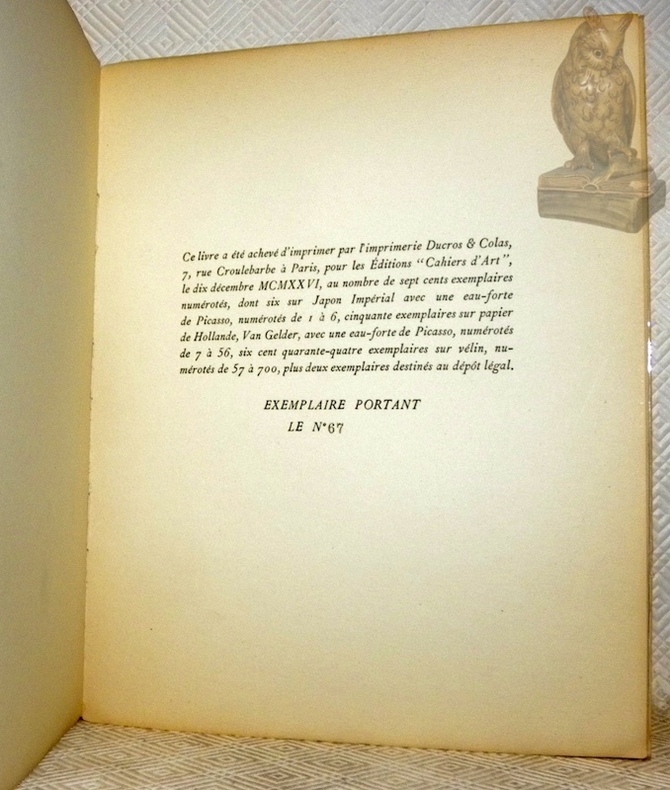 Ce livre a été achevé d'imprimer par l'imprimerie Ducros & Colas,
7, rue Croulebarbe à Paris, pour les Éditions “Cahiers d'Art”,
le dix décembre MCMXXVI, au nombre de sept cents exemplaires
numérotés, dont six sur Japon Impérial avec une eau-forte
de Picasso, numérotés de 1 à 6, cinquante exemplaires sur papier
de Hollande, Van Gelder, avec une eau-forte de Picasso, numérotés
de 7 à 56, six cent quarante-quatre exemplaires sur vélin, nu-
mérotés de 57 à 700, plus deux exemplaires destinés au dépôt légal.
EXEMPLAIRE PORTANT
LE N° 67